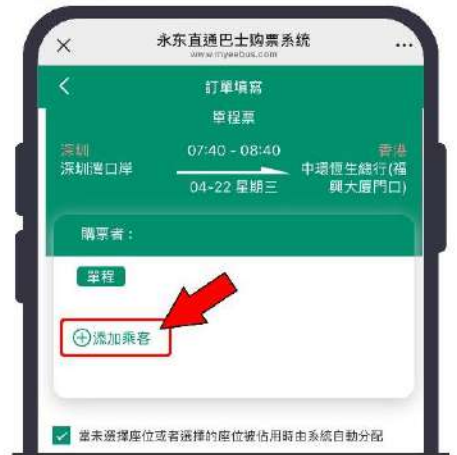 永东直通巴士购票系统
www.myeebus.com
訂單填寫
單程票
深圳 07:40 - 08:40 香港
深圳灣口岸 中環恆生總行(福
04-22 星期三 興大廈門口)
購票者：
單程
添加乘客
當未選擇座位或者選擇的座位被佔用時由系統自動分配